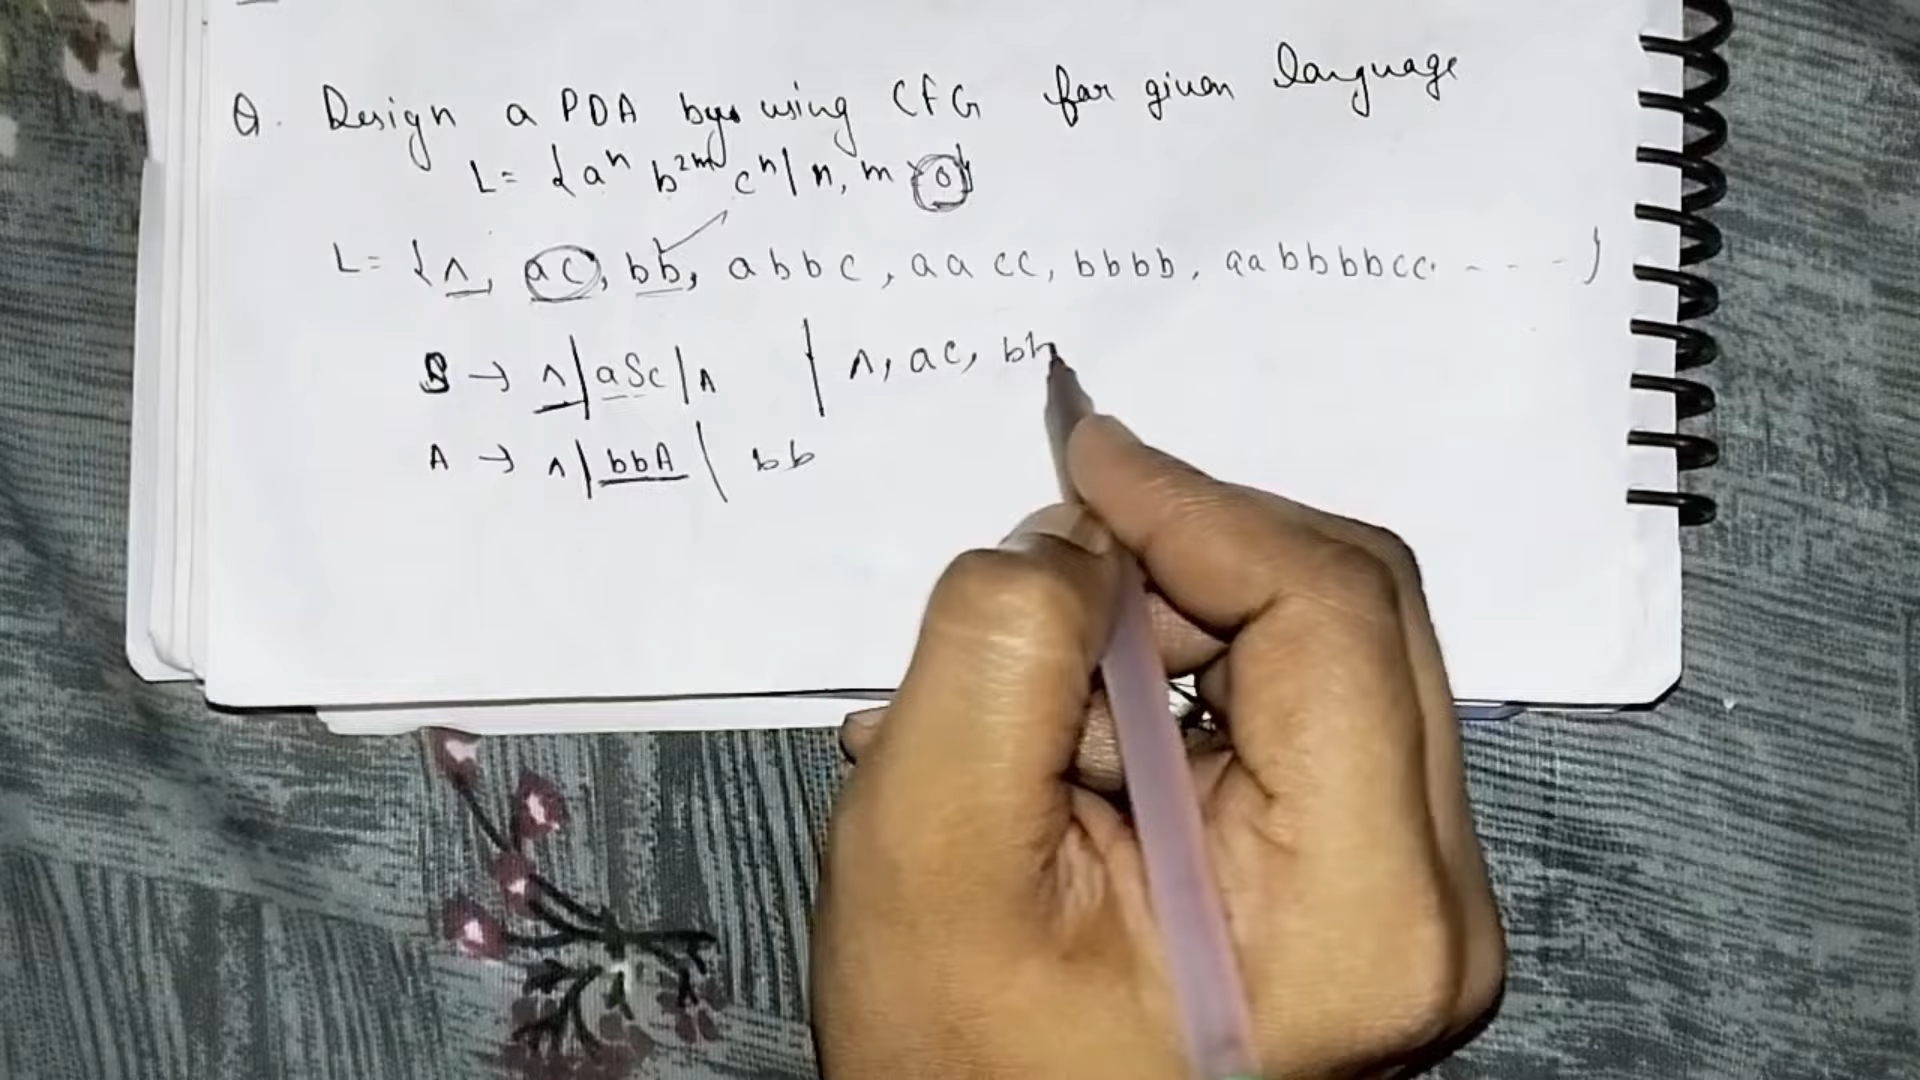 Q. Design a PDA by using CFG for given language
L = { aⁿ b²ᵐ cⁿ | n, m > 0 }
L = { ∧, ac, bb, abbc, aacc, bbbb, aabbbbcc. - - - }
S → ∧ | aSc | A | ∧, ac, bb
A → ∧ | bbA | bb